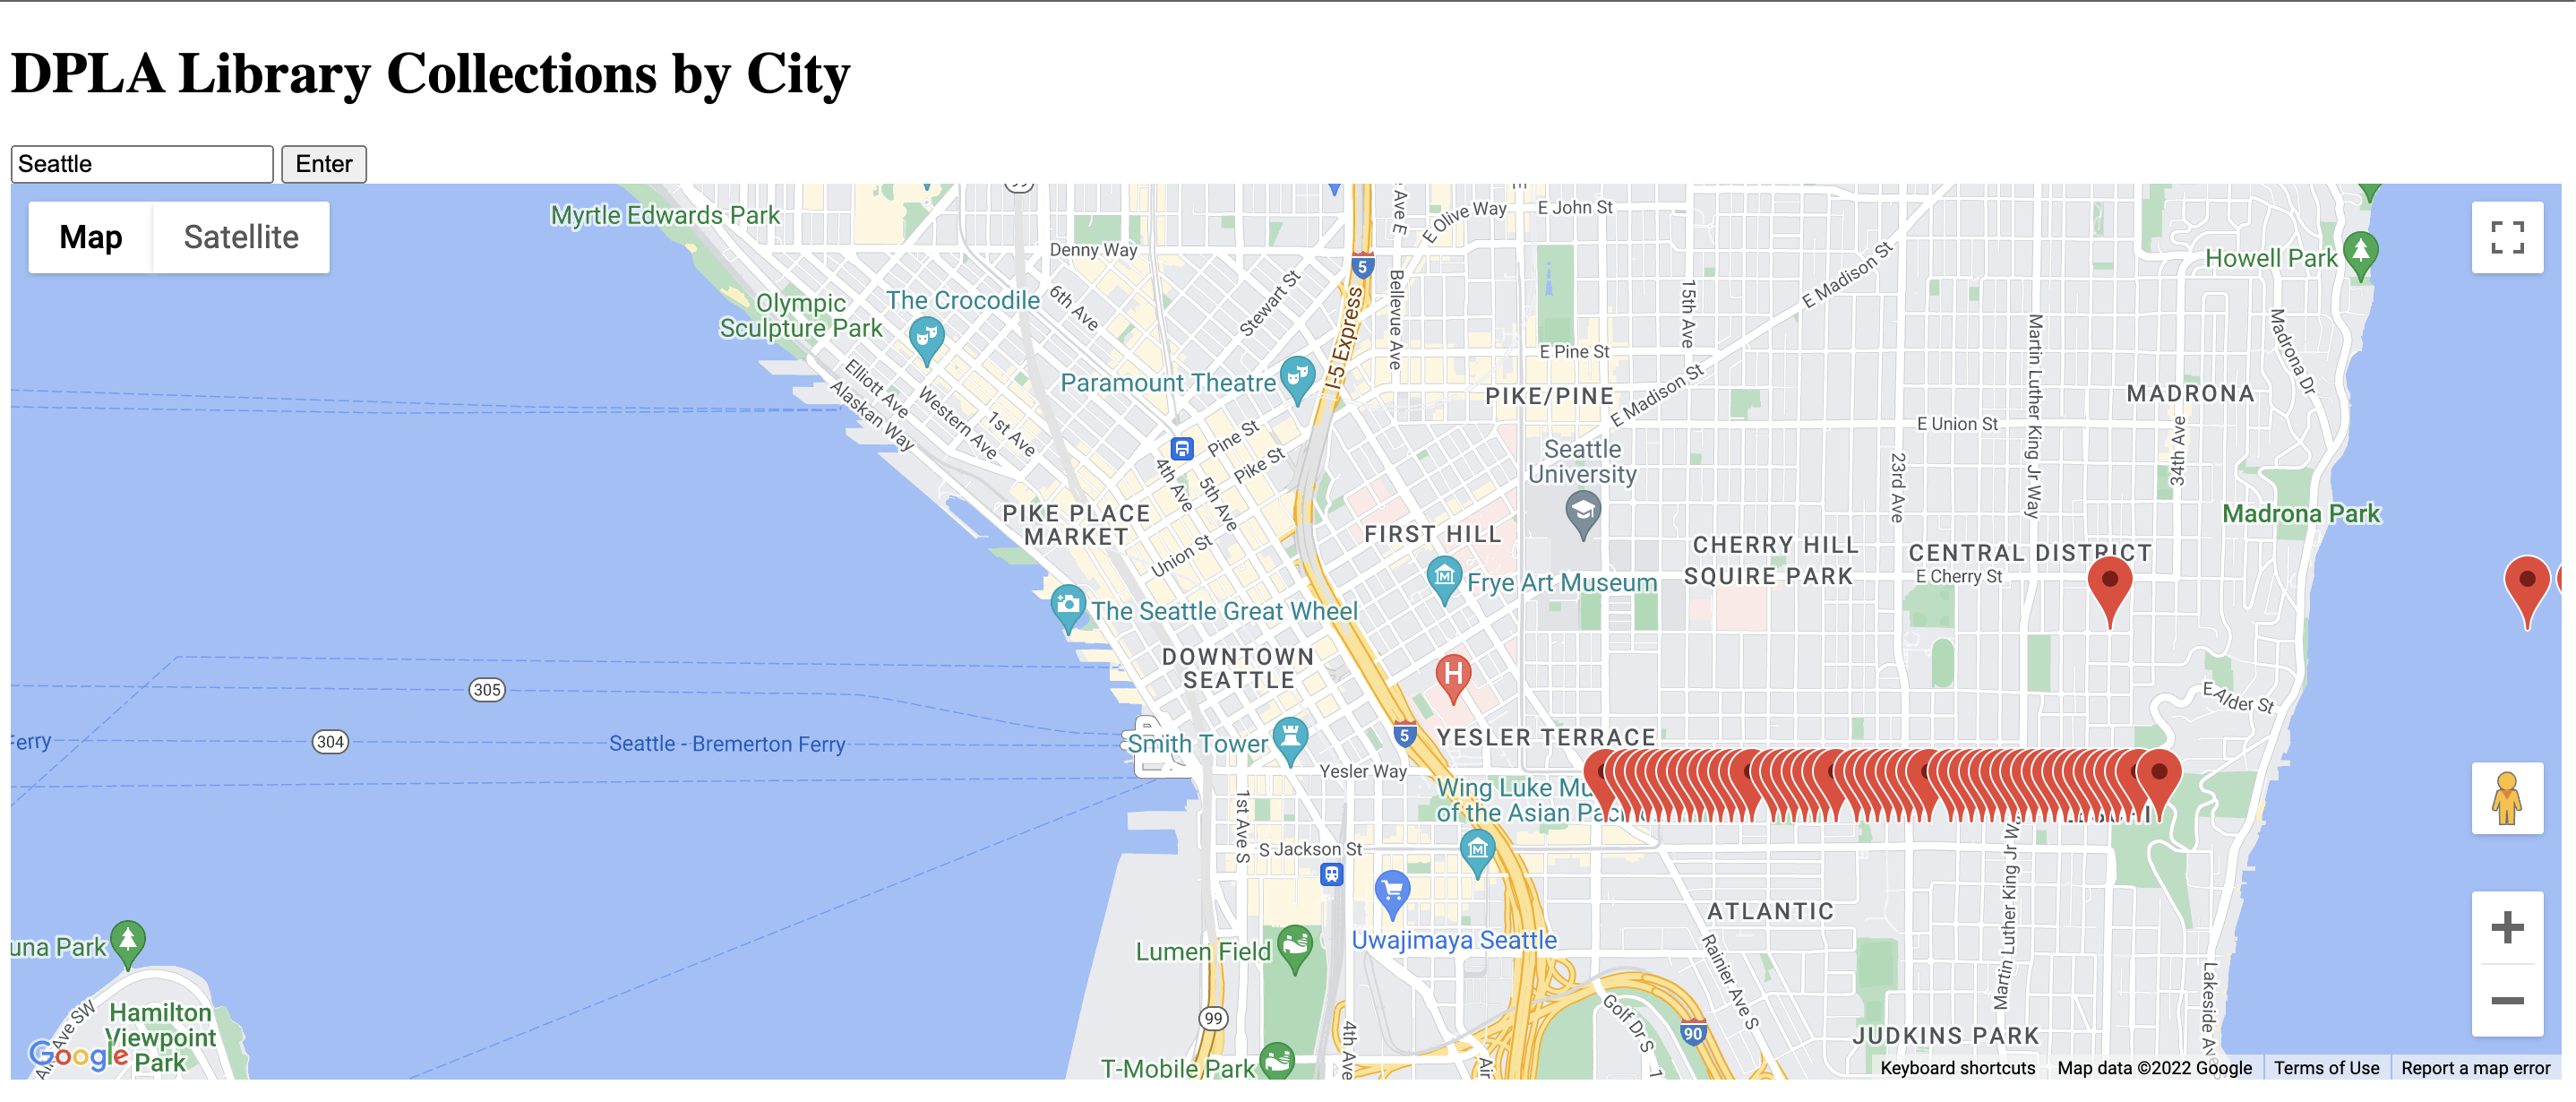 DPLA Library Collections by City
Seattle
Enter
Map
Satellite
Myrtle Edwards Park
Denny Way
Ave E
E Olive Way
E John St
Howell Park
5
Stewart St
Bellevue Ave
15th Ave
E Madison St
Olympic
Sculpture Park
The Crocodile
6th Ave
I-5 Express
Madrona Dr
Martin Luther King Jr Way
E Pine St
Elliott Ave
Alaskan Way
Western Ave
1st Ave
Paramount Theatre
PIKE/PINE
E Madison St
MADRONA
E Union St
34th Ave
Pine St
Pike St
4th Ave
5th Ave
Seattle
University
23rd Ave
PIKE PLACE
MARKET
Union St
FIRST HILL
CHERRY HILL
SQUIRE PARK
CENTRAL DISTRICT
E Cherry St
Madrona Park
Frye Art Museum
The Seattle Great Wheel
DOWNTOWN
SEATTLE
H
305
304
Ferry
Seattle - Bremerton Ferry
E Alder St
Smith Tower
5
YESLER TERRACE
Yesler Way
Wing Luke
of the Asian
1st Ave S
S Jackson St
Martin Luther King Jr
Uwajimaya Seattle
ATLANTIC
Lumen Field
Rainier Ave S
una Park
Hamilton
Viewpoint
Park
Ave SW
Google
99
4th Ave
T-Mobile Park
Golf Dr S
90
JUDKINS PARK
Lakeside Ave
Keyboard shortcuts
Map data ©2022 Google
Terms of Use
Report a map error